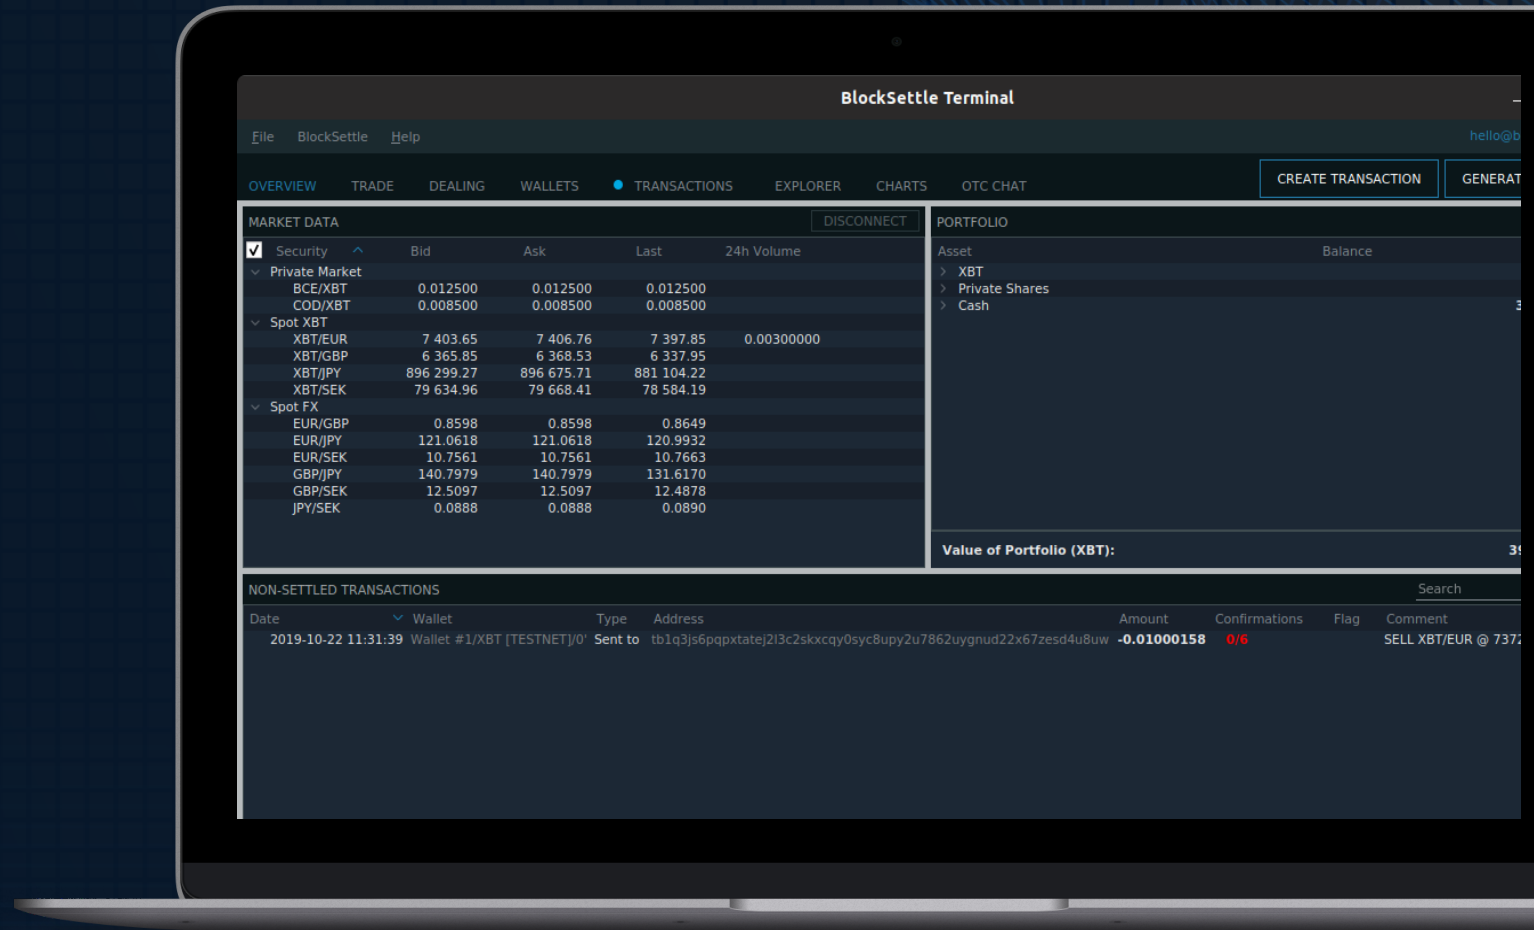 BlockSettle Terminal
File BlockSettle Help hello@b
OVERVIEW TRADE DEALING WALLETS TRANSACTIONS EXPLORER CHARTS OTC CHAT CREATE TRANSACTION GENERAT
MARKET DATA DISCONNECT
Security Bid Ask Last 24h Volume
Private Market
BCE/XBT 0.012500 0.012500 0.012500
COD/XBT 0.008500 0.008500 0.008500
Spot XBT
XBT/EUR 7 403.65 7 406.76 7 397.85 0.00300000
XBT/GBP 6 365.85 6 368.53 6 337.95
XBT/JPY 896 299.27 896 675.71 881 104.22
XBT/SEK 79 634.96 79 668.41 78 584.19
Spot FX
EUR/GBP 0.8598 0.8598 0.8649
EUR/JPY 121.0618 121.0618 120.9932
EUR/SEK 10.7561 10.7561 10.7663
GBP/JPY 140.7979 140.7979 131.6170
GBP/SEK 12.5097 12.5097 12.4878
JPY/SEK 0.0888 0.0888 0.0890
PORTFOLIO
Asset Balance
XBT
Private Shares
Cash 3
Value of Portfolio (XBT): 39
NON-SETTLED TRANSACTIONS Search
Date Wallet Type Address Amount Confirmations Flag Comment
2019-10-22 11:31:39 Wallet #1/XBT [TESTNET]/0' Sent to tb1q3js6pqpxtatej2l3c2skxcqy0syc8upy2u7862uygnud22x67zesd4u8uw -0.01000158 0/6 SELL XBT/EUR @ 7372